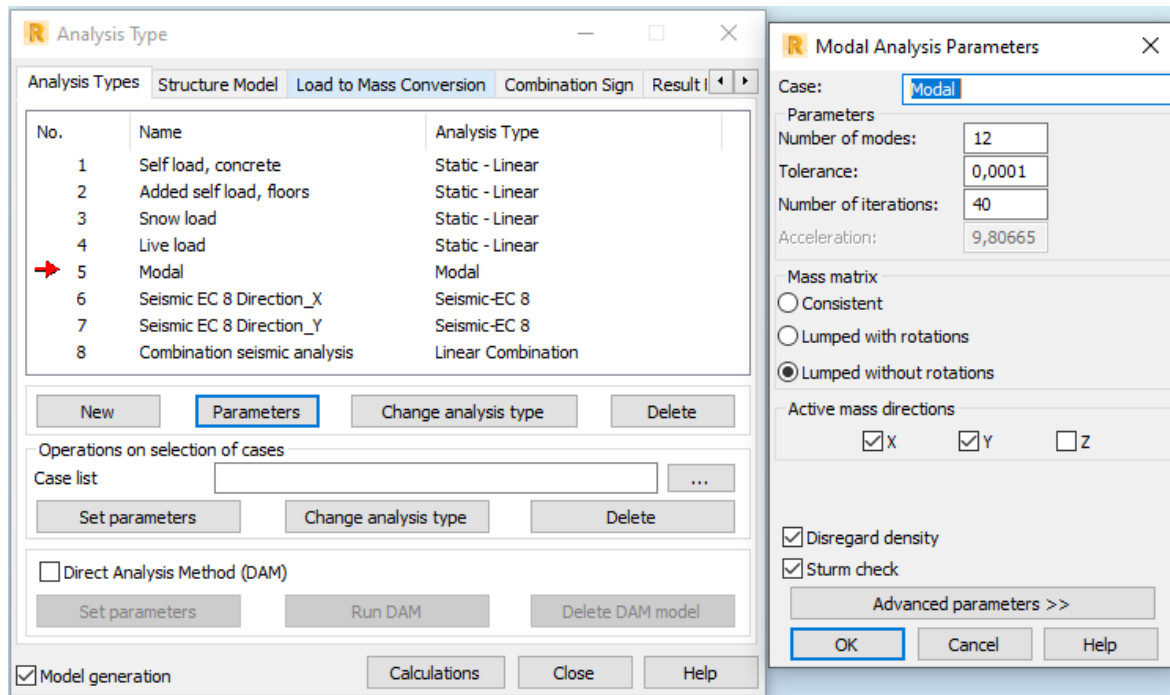 Analysis Type
Analysis Types Structure Model Load to Mass Conversion Combination Sign Result
No. Name Analysis Type
1 Self load, concrete Static - Linear
2 Added self load, floors Static - Linear
3 Snow load Static - Linear
4 Live load Static - Linear
5 Modal Modal
6 Seismic EC 8 Direction_X Seismic-EC 8
7 Seismic EC 8 Direction_Y Seismic-EC 8
8 Combination seismic analysis Linear Combination
New Parameters Change analysis type Delete
Operations on selection of cases
Case list ...
Set parameters Change analysis type Delete
Direct Analysis Method (DAM)
Set parameters Run DAM Delete DAM model
Model generation Calculations Close Help
Modal Analysis Parameters
Case: Modal
Parameters
Number of modes: 12
Tolerance: 0,0001
Number of iterations: 40
Acceleration: 9,80665
Mass matrix
Consistent
Lumped with rotations
Lumped without rotations
Active mass directions
X Y Z
Disregard density
Sturm check
Advanced parameters >>
OK Cancel Help